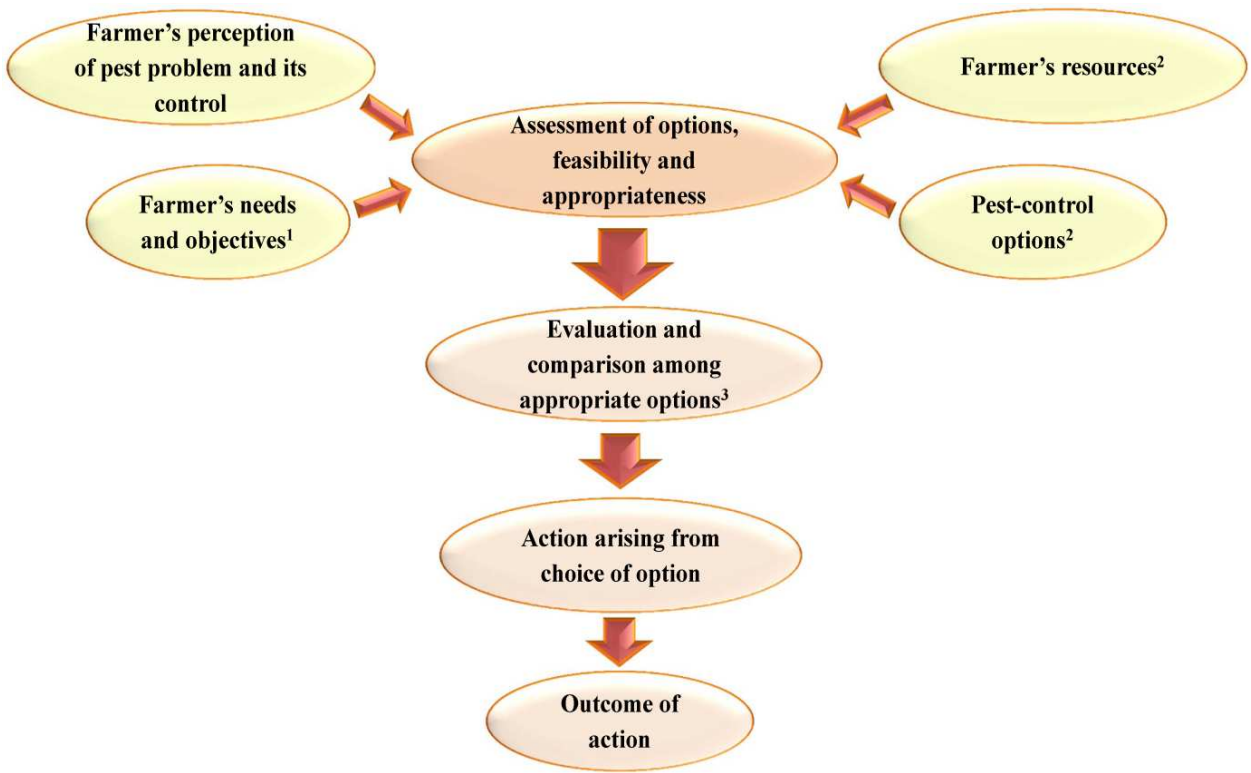 Farmer’s perception
of pest problem and its
control
Farmer’s resources²
Assessment of options,
feasibility and
appropriateness
Farmer’s needs
and objectives¹
Pest-control
options²
Evaluation and
comparison among
appropriate options³
Action arising from
choice of option
Outcome of
action